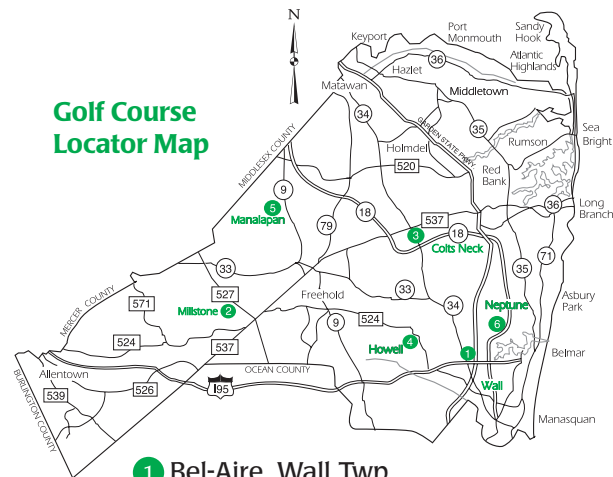 N
Golf Course
Locator Map
Sandy
Hook
Port
Monmouth
Keyport
Atlantic
Highlands
36
Hazlet
Matawan
Middletown
34
35
GARDEN STATE PKWY
Rumson
Sea
Bright
MIDDLESEX COUNTY
Holmdel
520
Red
Bank
9
5
Manalapan
18
79
537
36
Long
Branch
3
18
Colts Neck
71
33
35
MERCER COUNTY
571
527
Freehold
33
Asbury
Park
Millstone
2
34
Neptune
524
9
524
6
537
Howell
4
1
Belmar
Allentown
OCEAN COUNTY
I95
526
539
Wall
BURLINGTON COUNTY
Manasquan
1 Bel-Aire, Wall Twp.